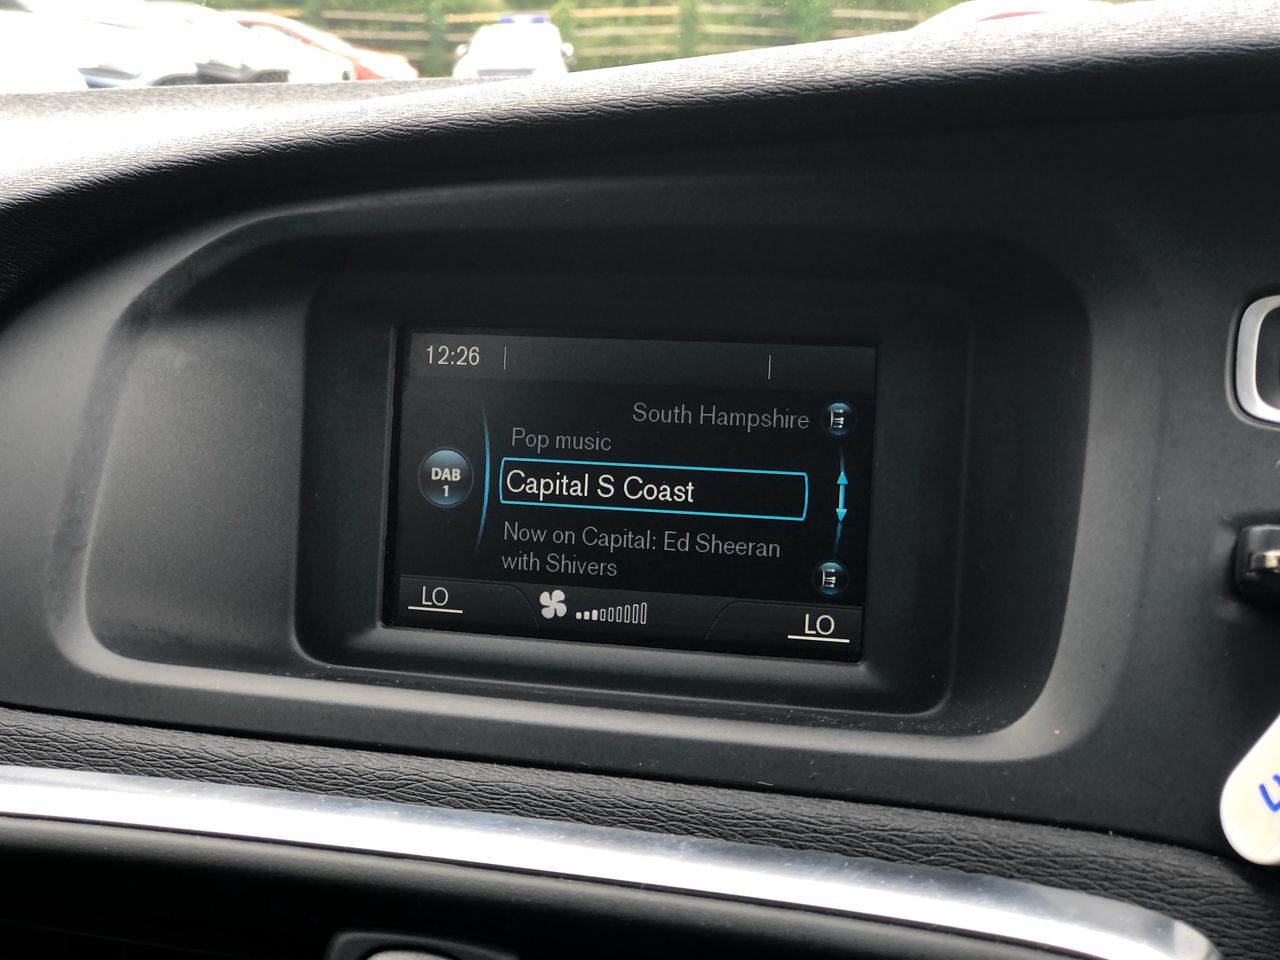 12:26
South Hampshire
Pop music
DAB
1
Capital S Coast
Now on Capital: Ed Sheeran
with Shivers
LO
LO